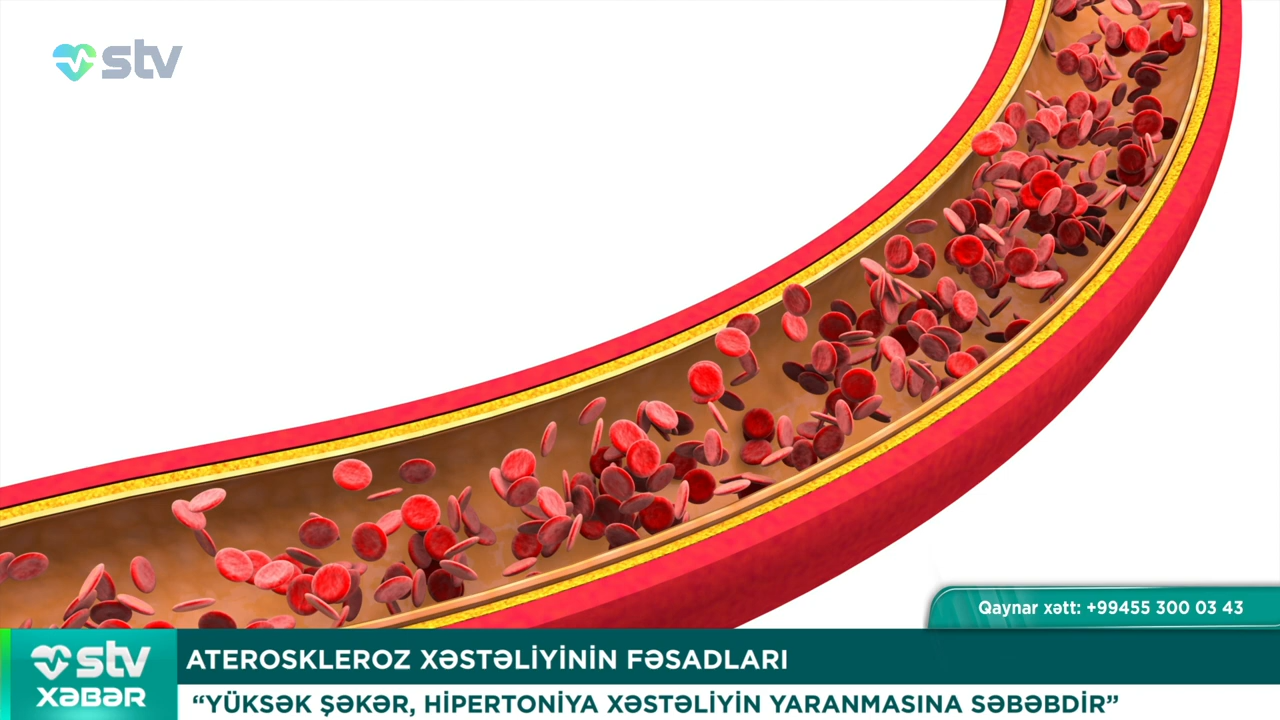 stv
Qaynar xətt: +99455 300 03 43
stv
XƏBƏR
ATEROSKLEROZ XƏSTƏLİYİNİN FƏSADLARI
“YÜKSƏK ŞƏKƏR, HİPERTONİYA XƏSTƏLİYİN YARANMASINA SƏBƏBDİR”